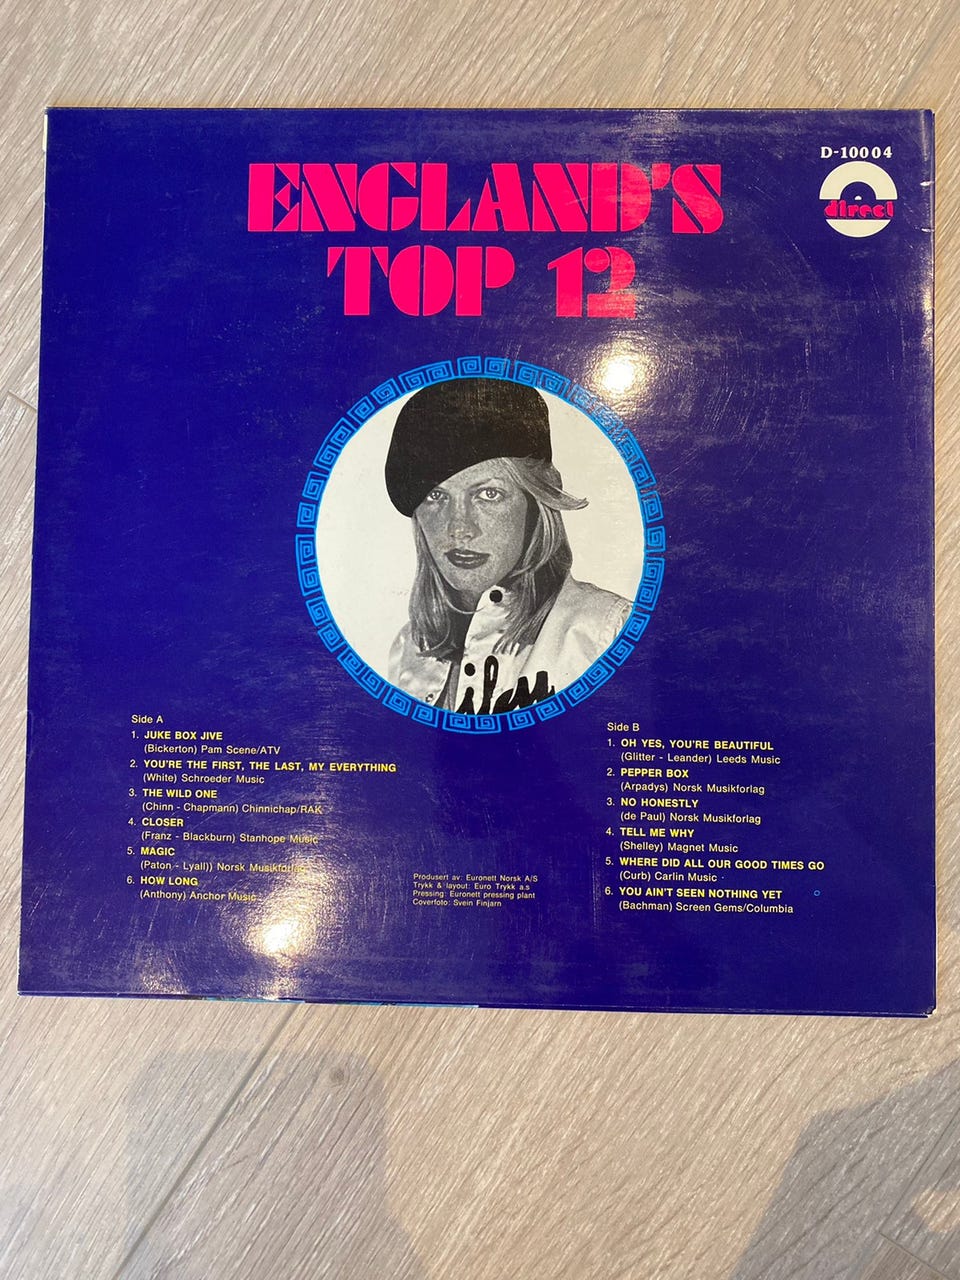 D-10004
direct
ENGLAND'S
TOP 12
Side A
1. JUKE BOX JIVE
(Bickerton) Pam Scene/ATV
2. YOU'RE THE FIRST, THE LAST, MY EVERYTHING
(White) Schroeder Music
3. THE WILD ONE
(Chinn - Chapmann) Chinnichap/RAK
4. CLOSER
(Franz - Blackburn) Stanhope Music
5. MAGIC
(Paton - Lyall)) Norsk Musikforlag
6. HOW LONG
(Anthony) Anchor Music
Produsert av: Euronett Norsk A/S
Trykk & layout: Euro Trykk a.s
Pressing: Euronett pressing plant
Coverfoto: Svein Finjarn
Side B
1. OH YES, YOU'RE BEAUTIFUL
(Glitter - Leander) Leeds Music
2. PEPPER BOX
(Arpadys) Norsk Musikforlag
3. NO HONESTLY
(de Paul) Norsk Musikforlag
4. TELL ME WHY
(Shelley) Magnet Music
5. WHERE DID ALL OUR GOOD TIMES GO
(Curb) Carlin Music
6. YOU AIN'T SEEN NOTHING YET
(Bachman) Screen Gems/Columbia